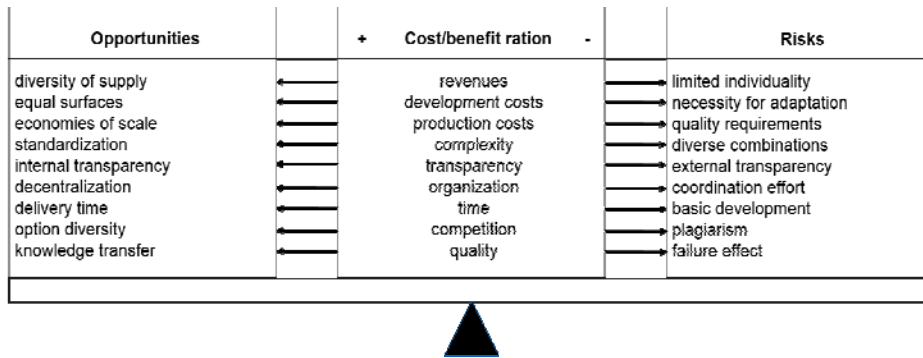 Opportunities + Cost/benefit ration - Risks
diversity of supply revenues limited individuality
equal surfaces development costs necessity for adaptation
economies of scale production costs quality requirements
standardization complexity diverse combinations
internal transparency transparency external transparency
decentralization organization coordination effort
delivery time time basic development
option diversity competition plagiarism
knowledge transfer quality failure effect